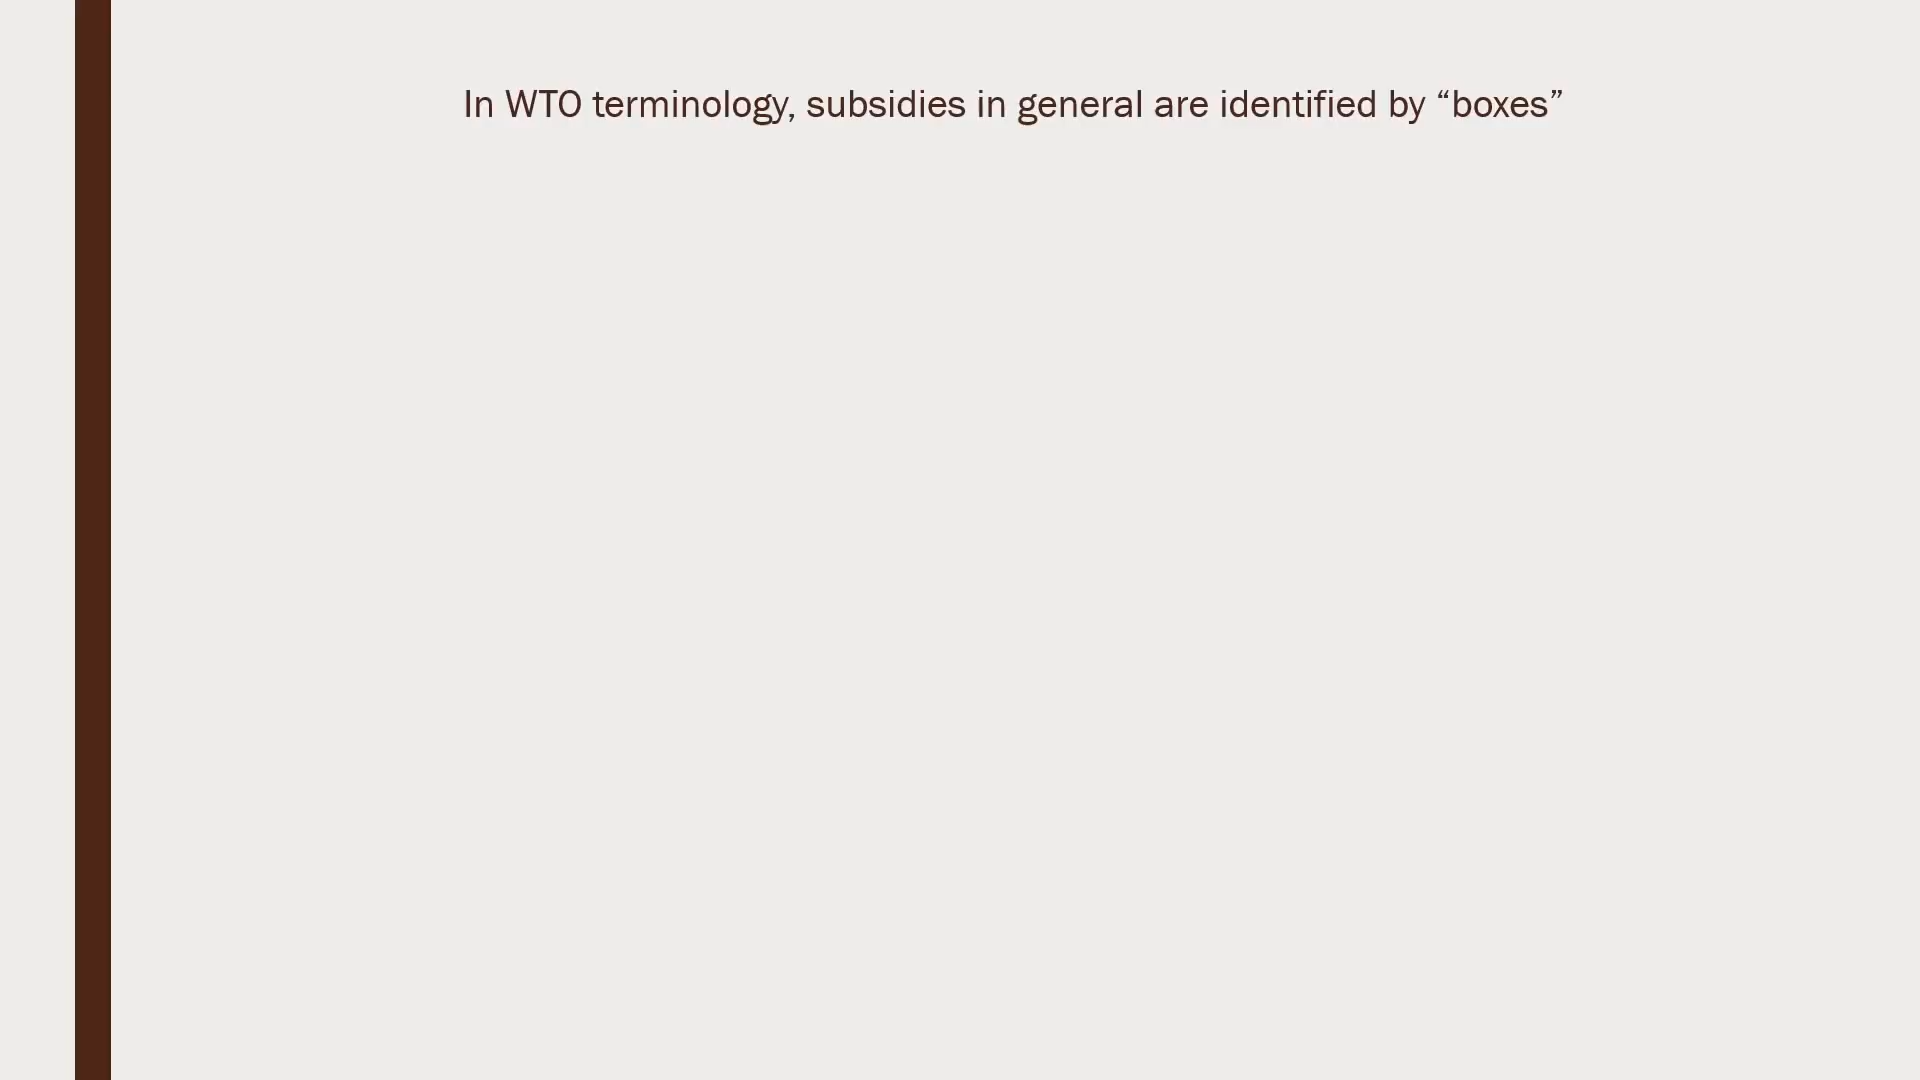 In WTO terminology, subsidies in general are identified by “boxes”